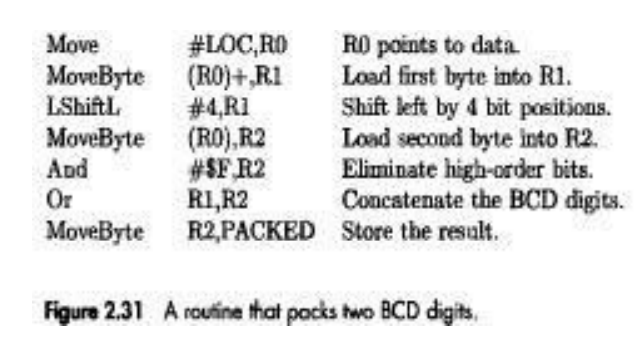 Move #LOC,R0 R0 points to data.
MoveByte (R0)+,R1 Load first byte into R1.
LShiftL #4,R1 Shift left by 4 bit positions.
MoveByte (R0),R2 Load second byte into R2.
And #$F,R2 Eliminate high-order bits.
Or R1,R2 Concatenate the BCD digits.
MoveByte R2,PACKED Store the result.
Figure 2.31 A routine that packs two BCD digits.